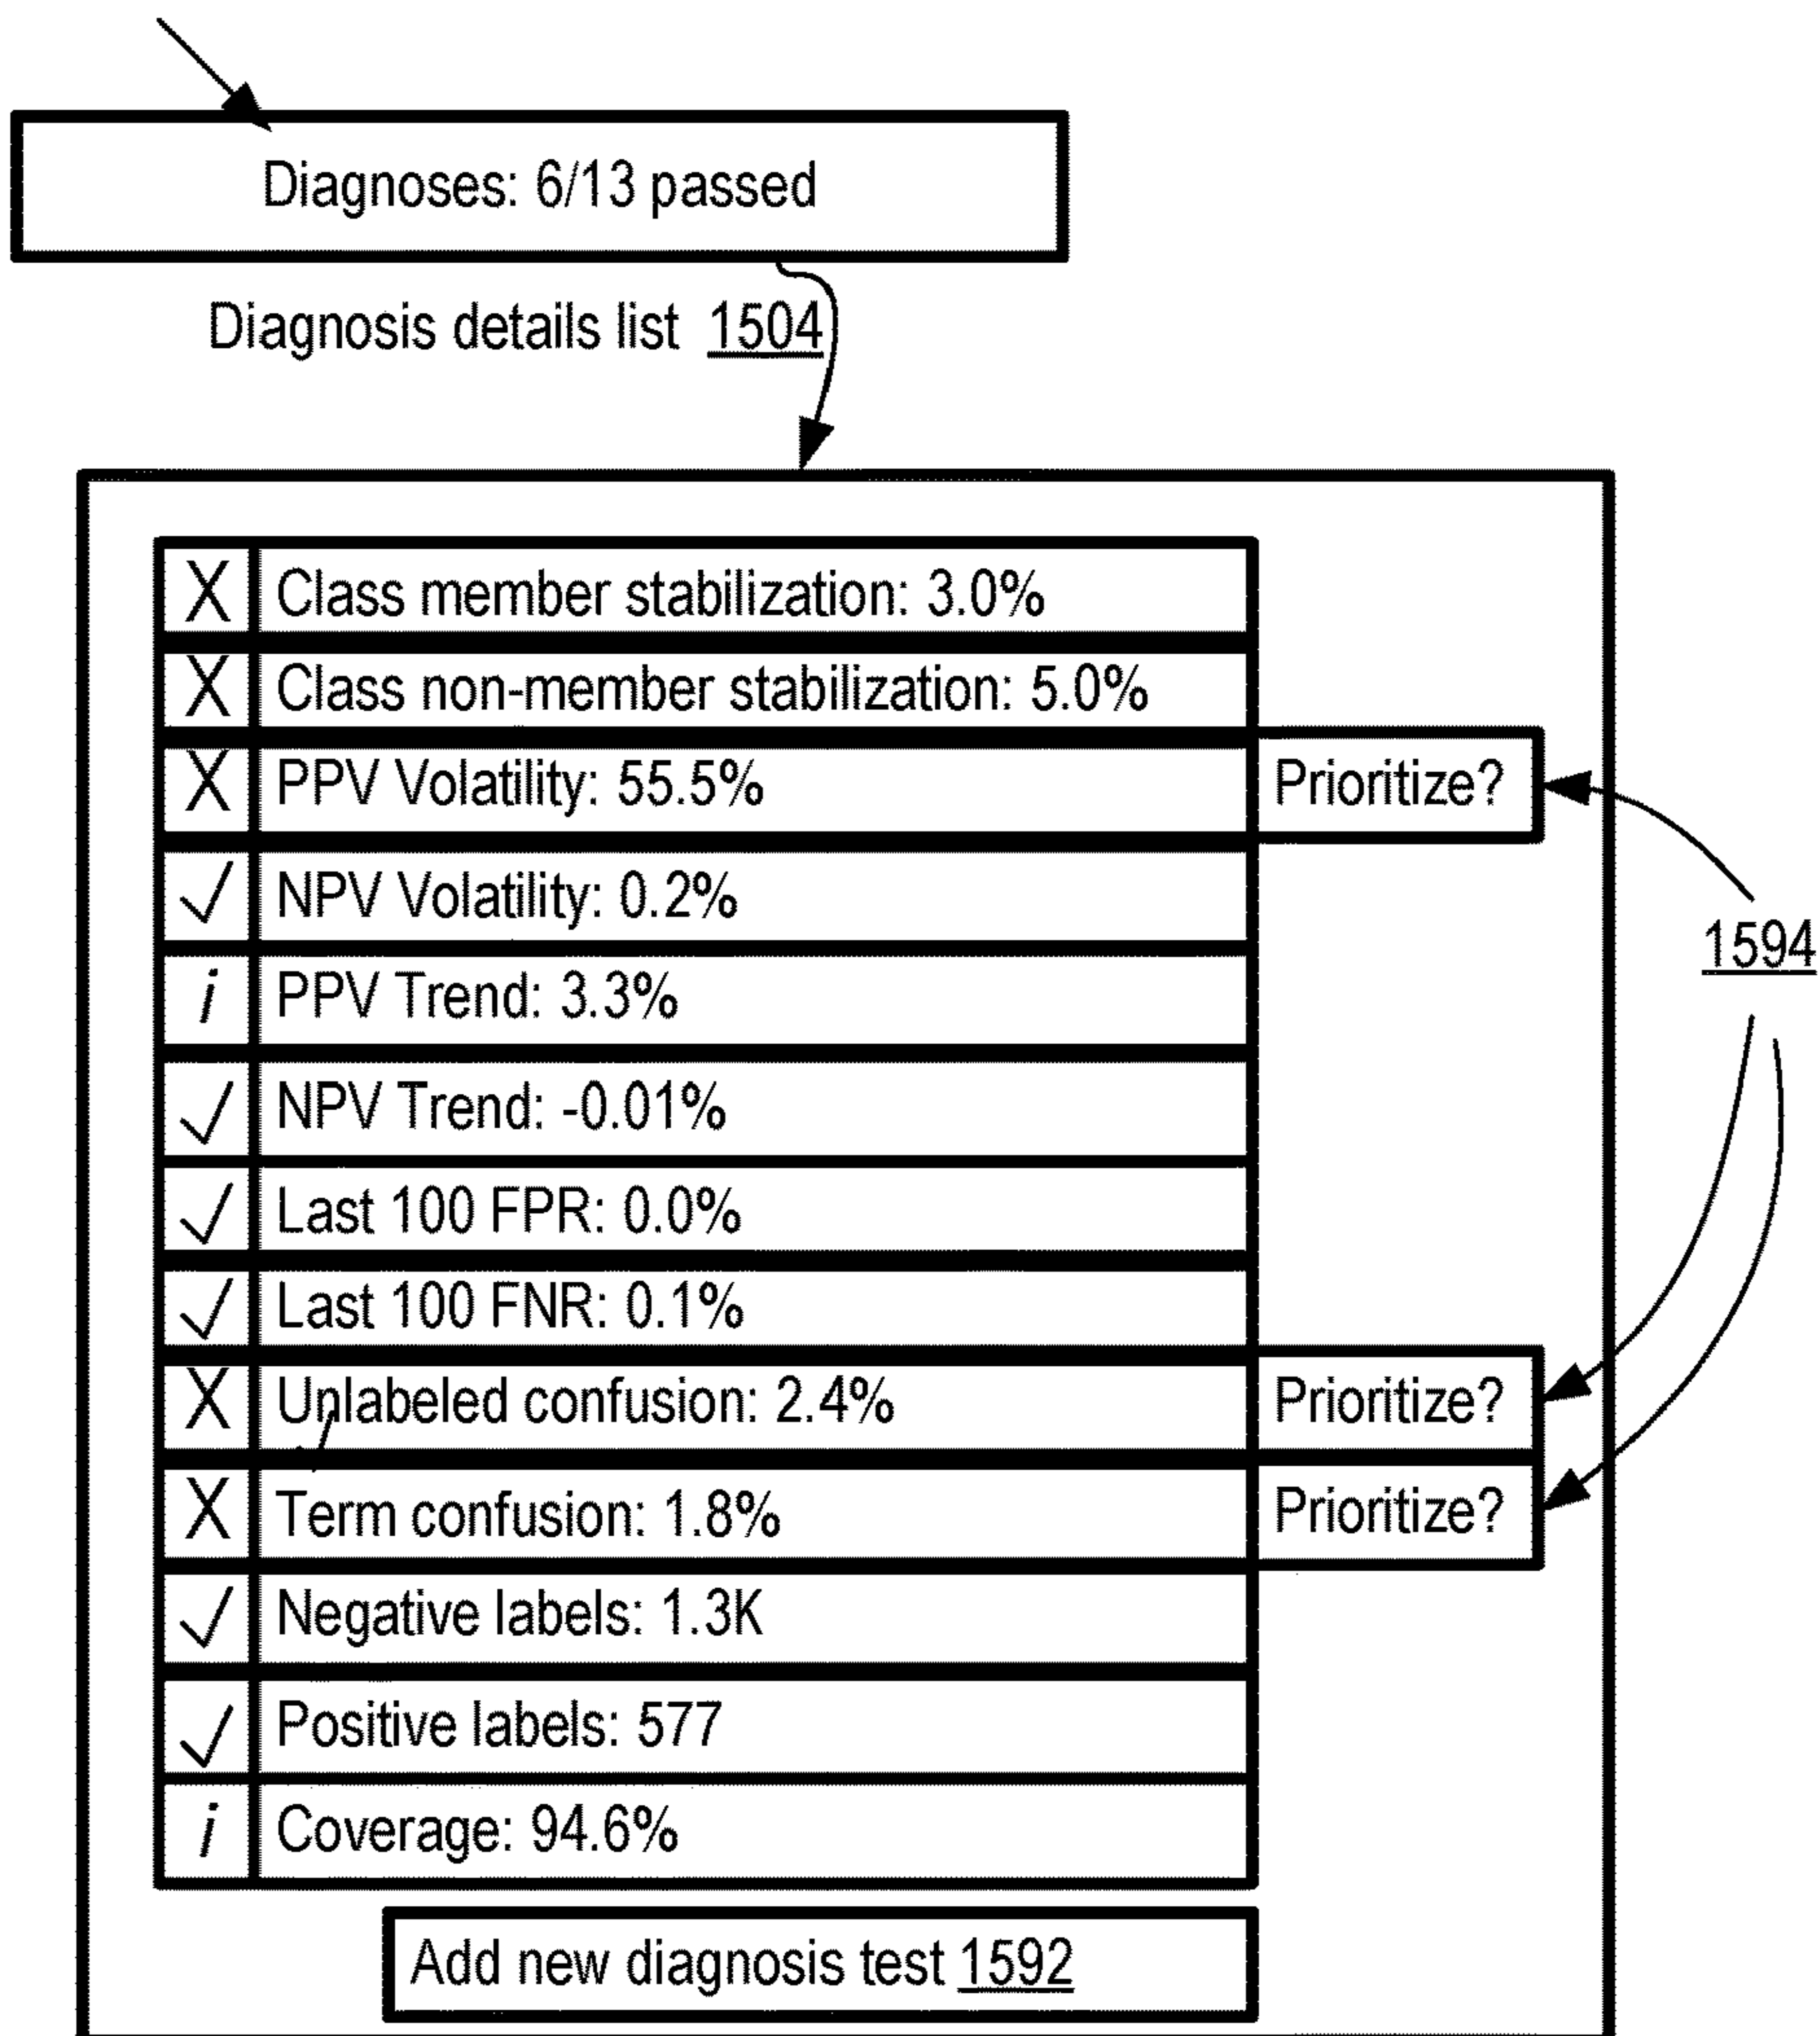 Diagnoses: 6/13 passed
Diagnosis details list 1504
X Class member stabilization: 3.0%
X Class non-member stabilization: 5.0%
X PPV Volatility: 55.5% Prioritize?
✓ NPV Volatility: 0.2%
1594
i PPV Trend: 3.3%
✓ NPV Trend: -0.01%
✓ Last 100 FPR: 0.0%
✓ Last 100 FNR: 0.1%
X Unlabeled confusion: 2.4% Prioritize?
X Term confusion: 1.8% Prioritize?
✓ Negative labels: 1.3K
✓ Positive labels: 577
i Coverage: 94.6%
Add new diagnosis test 1592